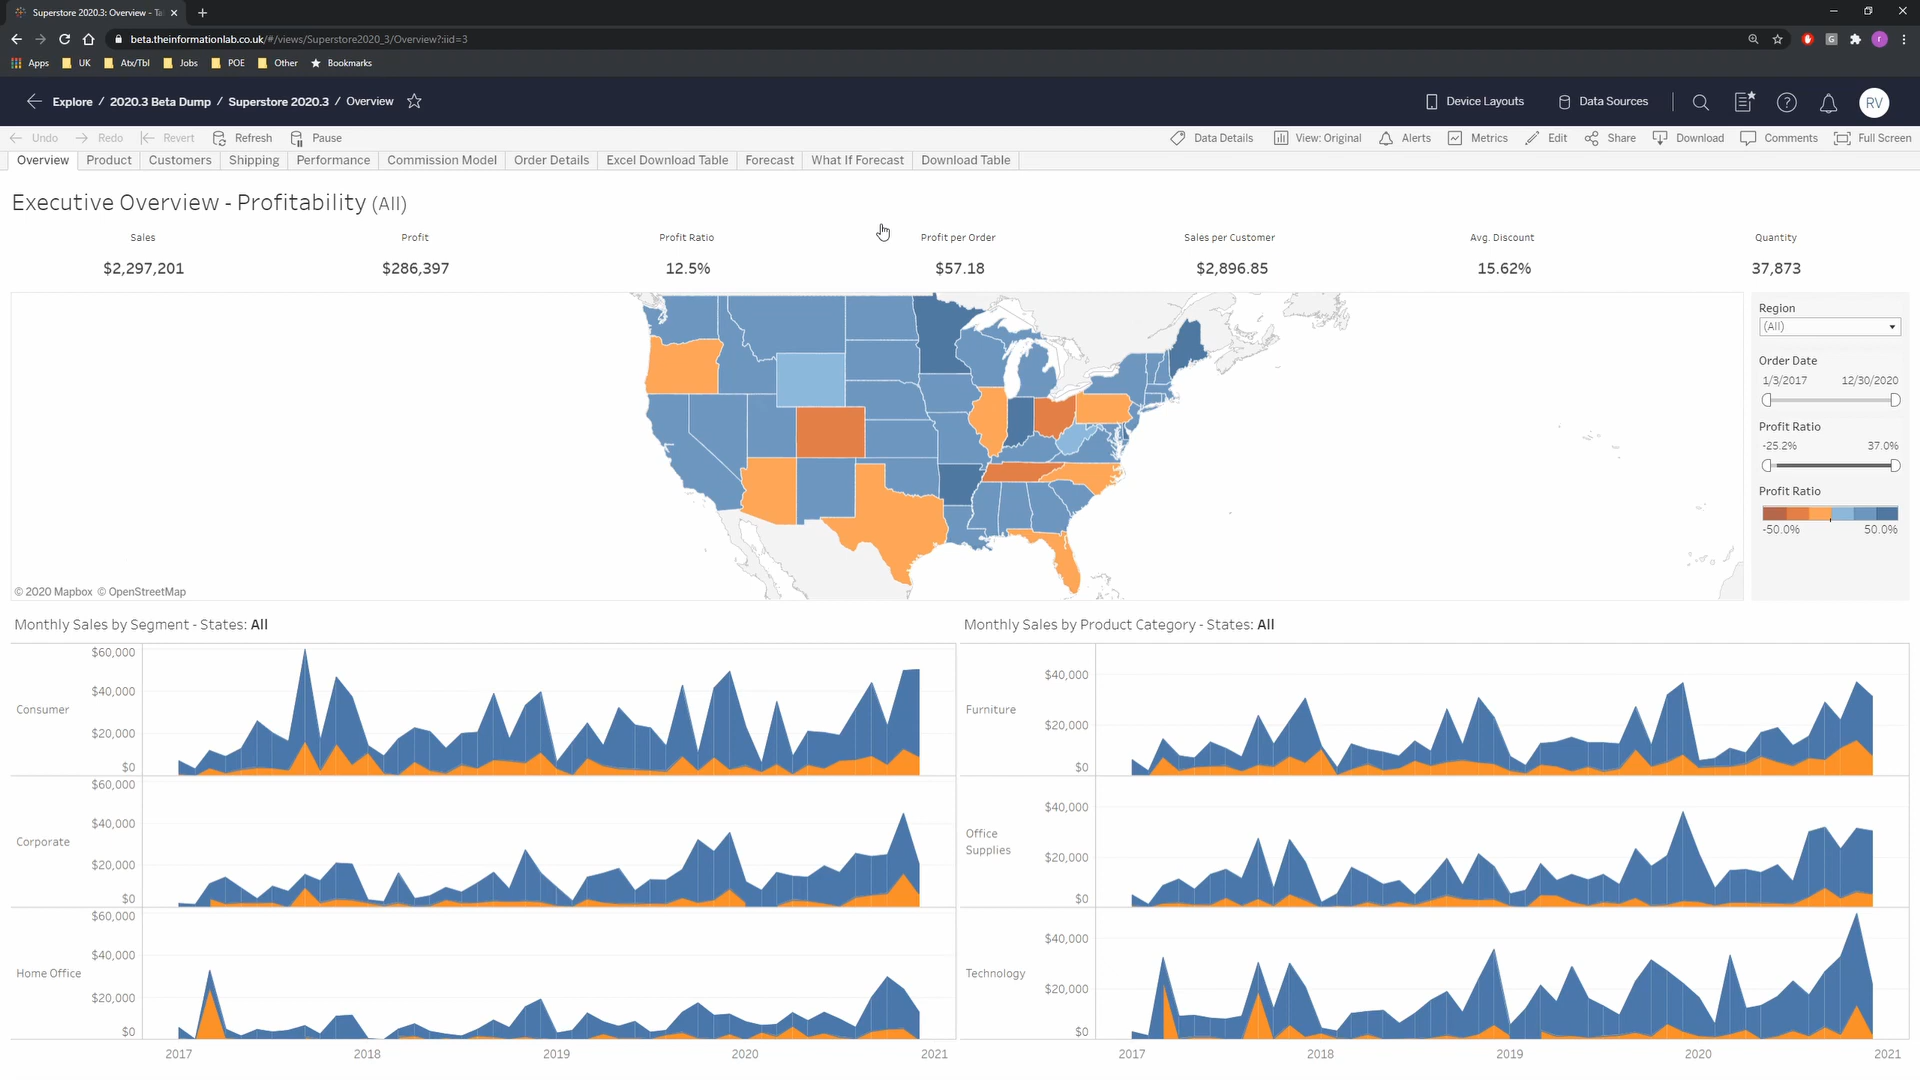 Superstore 2020.3: Overview - Ta
beta.theinformationlab.co.uk/#/views/Superstore2020_3/Overview?:iid=3
Apps UK Atx/Tbl Jobs POE Other Bookmarks
Explore / 2020.3 Beta Dump / Superstore 2020.3 / Overview
Device Layouts Data Sources RV
Undo Redo Revert Refresh Pause Data Details View: Original Alerts Metrics Edit Share Download Comments Full Screen
Overview Product Customers Shipping Performance Commission Model Order Details Excel Download Table Forecast What If Forecast Download Table
Executive Overview - Profitability (All)
Sales Profit Profit Ratio Profit per Order Sales per Customer Avg. Discount Quantity
$2,297,201 $286,397 12.5% $57.18 $2,896.85 15.62% 37,873
Region
(All)
Order Date
1/3/2017 12/30/2020
Profit Ratio
-25.2% 37.0%
Profit Ratio
-50.0% 50.0%
© 2020 Mapbox © OpenStreetMap
Monthly Sales by Segment - States: All
Consumer
$60,000
$40,000
$20,000
$0
Corporate
$60,000
$40,000
$20,000
$0
Home Office
$60,000
$40,000
$20,000
$0
2017 2018 2019 2020 2021
Monthly Sales by Product Category - States: All
Furniture
$40,000
$20,000
$0
Office
Supplies
$40,000
$20,000
$0
Technology
$40,000
$20,000
$0
2017 2018 2019 2020 2021